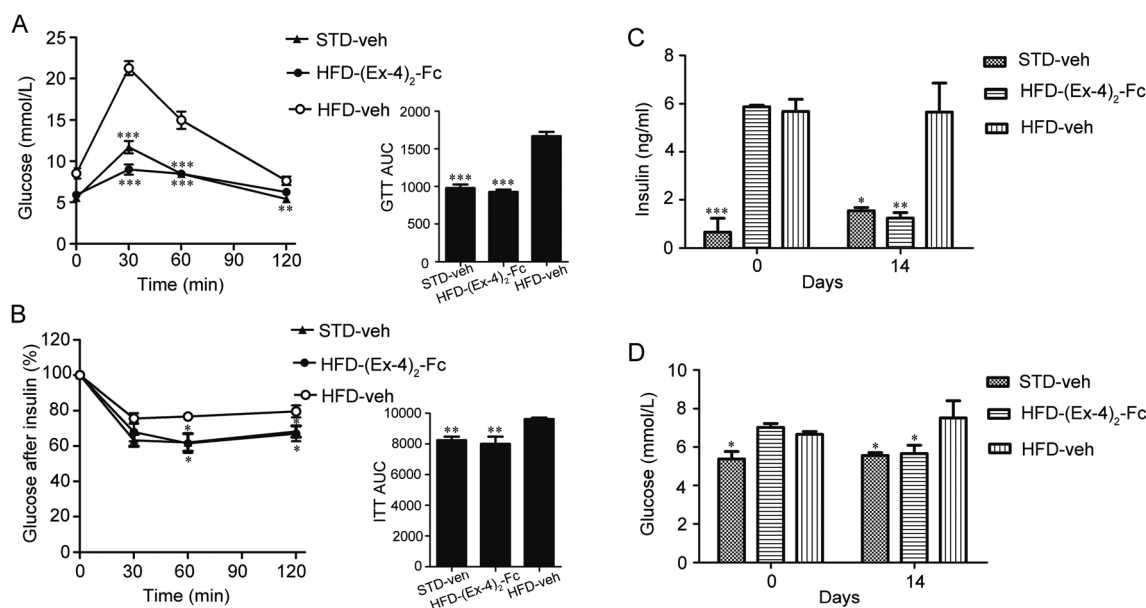 A
STD-veh
HFD-(Ex-4)₂-Fc
HFD-veh
Glucose (mmol/L)
25
20
15
10
5
0
***
***
***
***
**
0 30 60 90 120
Time (min)
GTT AUC
2000
1500
1000
500
0
*** ***
STD-veh HFD-(Ex-4)₂-Fc HFD-veh
B
STD-veh
HFD-(Ex-4)₂-Fc
HFD-veh
Glucose after insulin (%)
120
100
80
60
40
20
0
* *
* *
0 30 60 90 120
Time (min)
ITT AUC
10000
8000
6000
4000
2000
0
** **
STD-veh HFD-(Ex-4)₂-Fc HFD-veh
C
STD-veh
HFD-(Ex-4)₂-Fc
HFD-veh
Insulin (ng/ml)
8
6
4
2
0
*** * **
0 14
Days
D
STD-veh
HFD-(Ex-4)₂-Fc
HFD-veh
Glucose (mmol/L)
10
8
6
4
2
0
* * *
0 14
Days